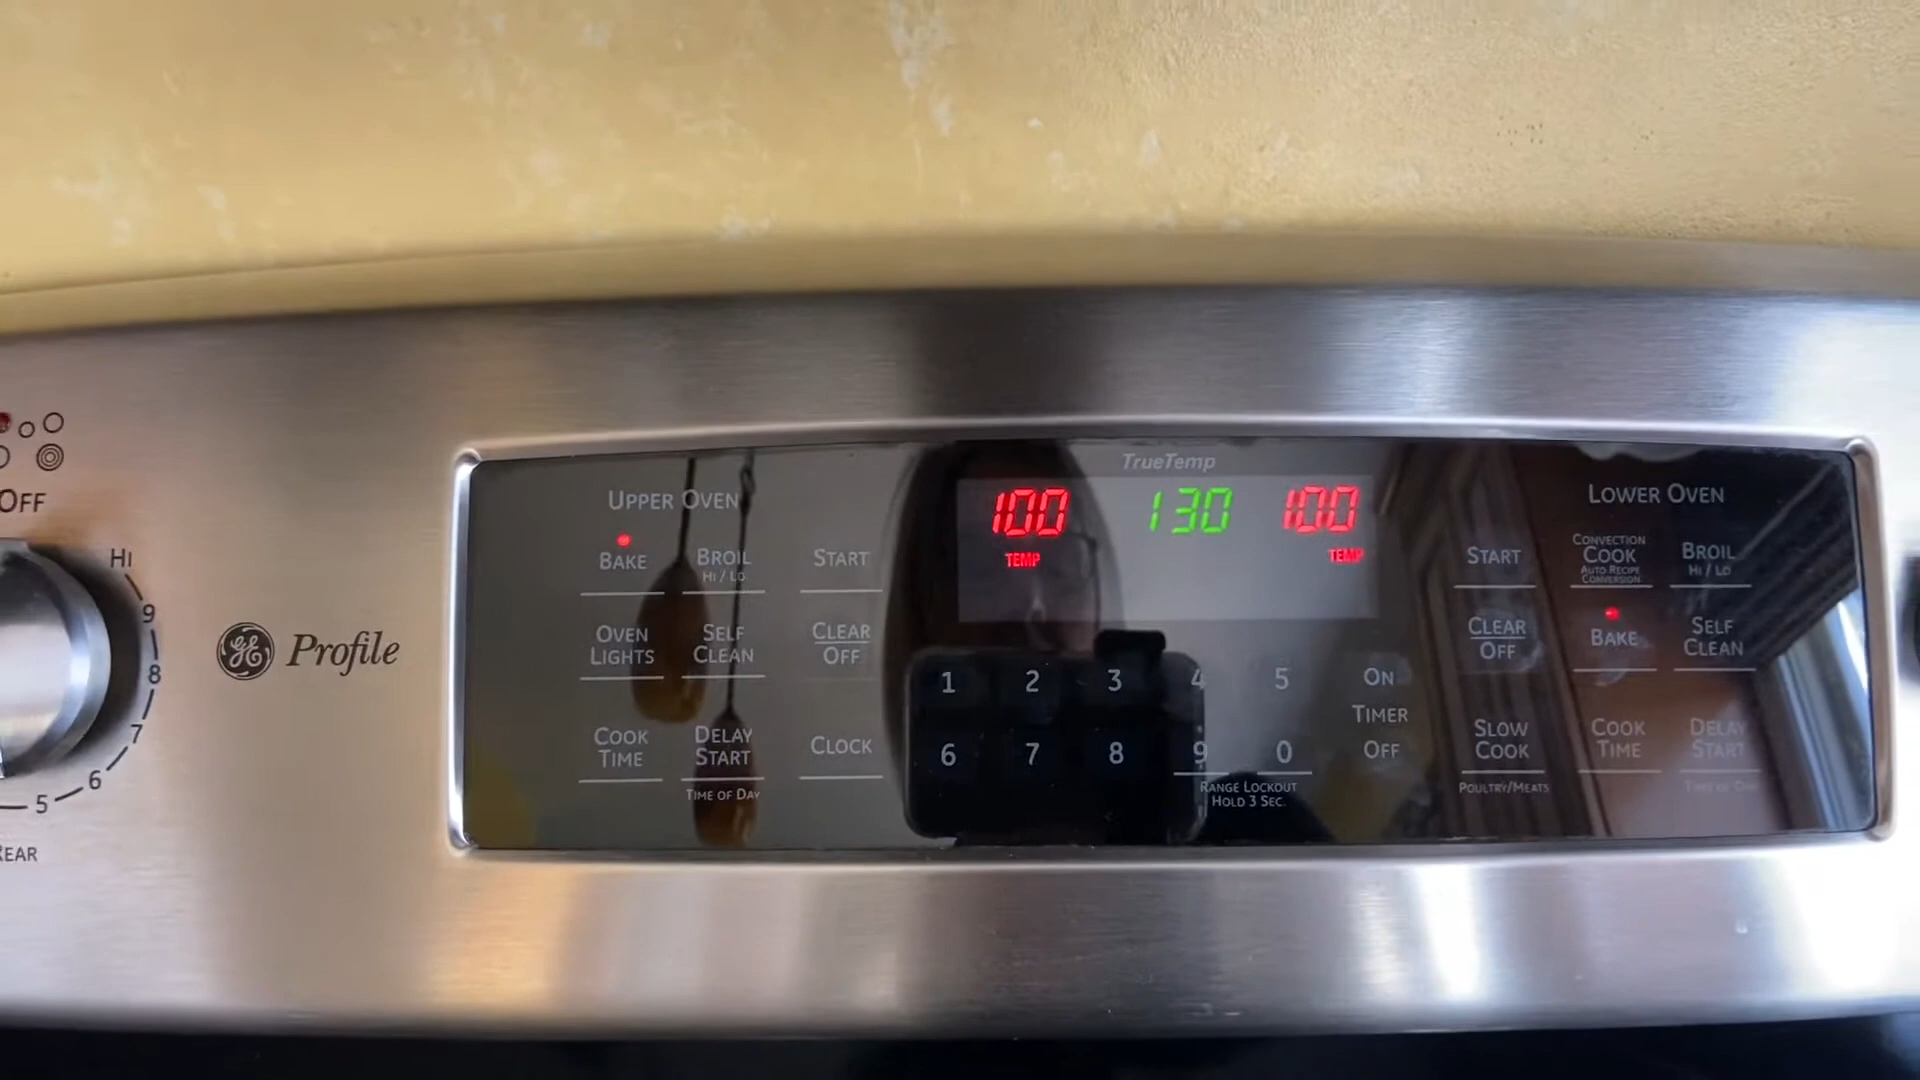 OFF
HI
9
8
7
6
5
GE Profile
UPPER OVEN
BAKE
BROIL
HI / LO
START
OVEN LIGHTS
SELF CLEAN
CLEAR OFF
COOK TIME
DELAY START
TIME OF DAY
CLOCK
TrueTemp
100 130 100
TEMP TEMP
1 2 3 4 5
6 7 8 9 0
RANGE LOCKOUT
HOLD 3 SEC.
ON
TIMER
OFF
LOWER OVEN
START
CONVECTION
COOK
AUTO RECIPE
CONVERSION
BROIL
HI / LO
CLEAR OFF
BAKE
SELF CLEAN
SLOW COOK
POULTRY/MEATS
COOK TIME
DELAY START